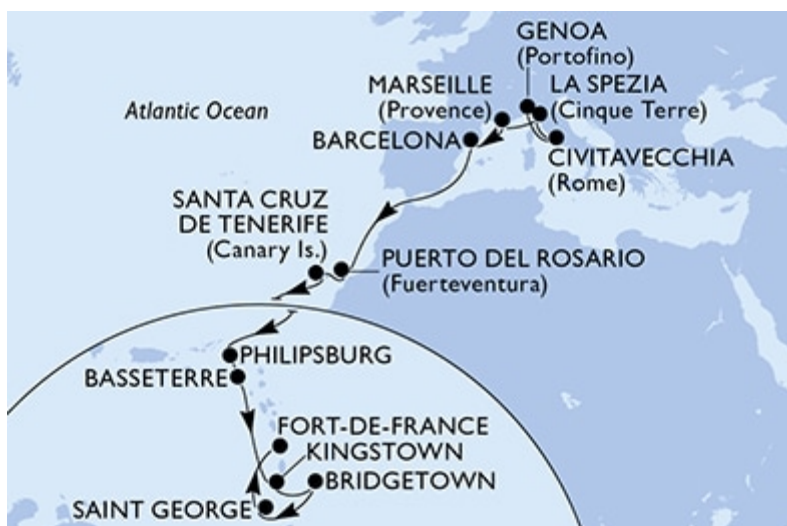 GENOA
(Portofino)
MARSEILLE
(Provence)
LA SPEZIA
(Cinque Terre)
Atlantic Ocean
BARCELONA
CIVITAVECCHIA
(Rome)
SANTA CRUZ
DE TENERIFE
(Canary Is.)
PUERTO DEL ROSARIO
(Fuerteventura)
PHILIPSBURG
BASSETERRE
FORT-DE-FRANCE
KINGSTOWN
BRIDGETOWN
SAINT GEORGE